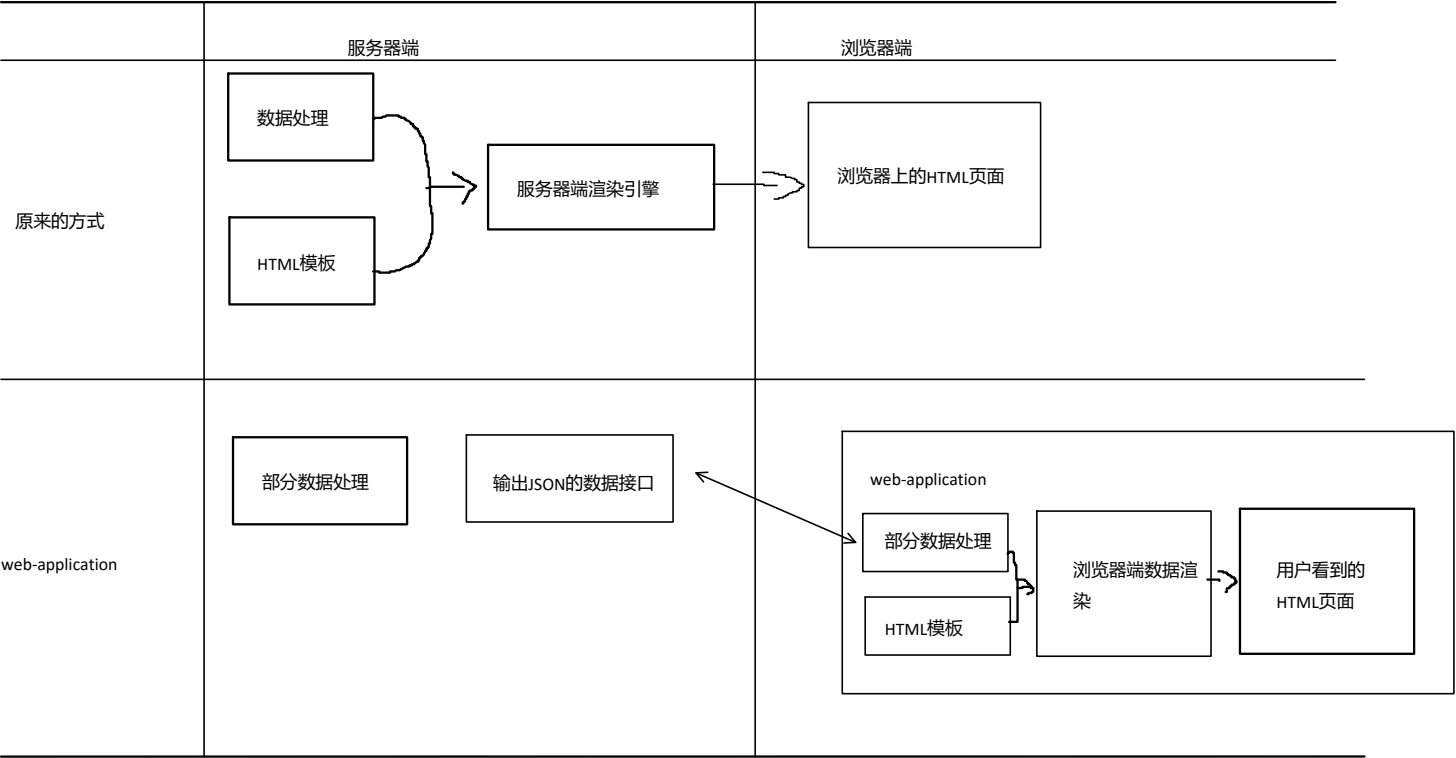 服务器端
浏览器端
原来的方式
数据处理
HTML模板
服务器端渲染引擎
浏览器上的HTML页面
web-application
部分数据处理
输出JSON的数据接口
web-application
部分数据处理
HTML模板
浏览器端数据渲
染
用户看到的
HTML页面